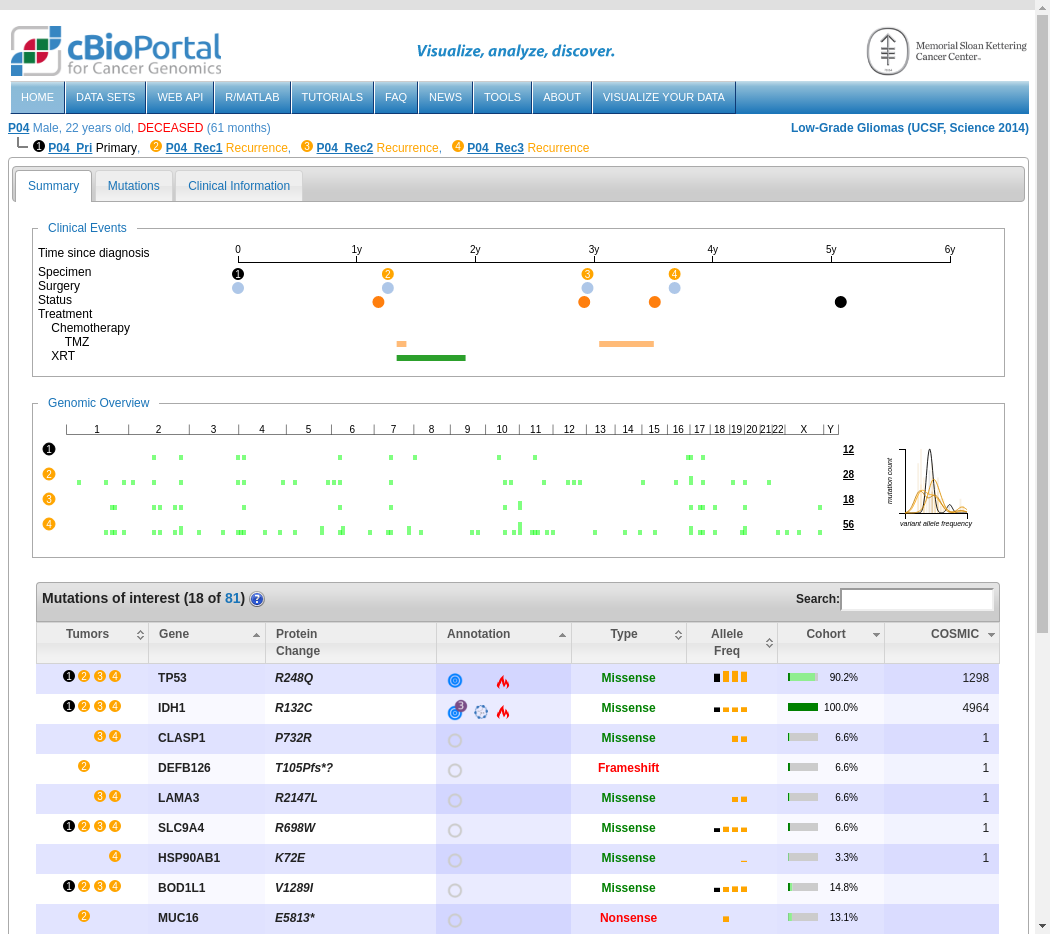 cBioPortal
for Cancer Genomics
Visualize, analyze, discover.
Memorial Sloan Kettering
Cancer Center
HOME DATA SETS WEB API R/MATLAB TUTORIALS FAQ NEWS TOOLS ABOUT VISUALIZE YOUR DATA
P04 Male, 22 years old, DECEASED (61 months) Low-Grade Gliomas (UCSF, Science 2014)
1 P04_Pri Primary, 2 P04_Rec1 Recurrence, 3 P04_Rec2 Recurrence, 4 P04_Rec3 Recurrence
Summary Mutations Clinical Information
Clinical Events
Time since diagnosis 0 1y 2y 3y 4y 5y 6y
Specimen 1 2 3 4
Surgery
Status
Treatment
Chemotherapy
TMZ
XRT
Genomic Overview
1 2 3 4 5 6 7 8 9 10 11 12 13 14 15 16 17 18 19 20 21 22 X Y
1 12
2 28
3 18
4 56
mutation count
variant allele frequency
Mutations of interest (18 of 81) ? Search:
Tumors Gene Protein Change Annotation Type Allele Freq Cohort COSMIC
1 2 3 4 TP53 R248Q Missense 90.2% 1298
1 2 3 4 IDH1 R132C 3 Missense 100.0% 4964
3 4 CLASP1 P732R Missense 6.6% 1
2 DEFB126 T105Pfs*? Frameshift 6.6% 1
3 4 LAMA3 R2147L Missense 6.6% 1
1 2 3 4 SLC9A4 R698W Missense 6.6% 1
4 HSP90AB1 K72E Missense 3.3% 1
1 2 3 4 BOD1L1 V1289I Missense 14.8%
2 MUC16 E5813* Nonsense 13.1%